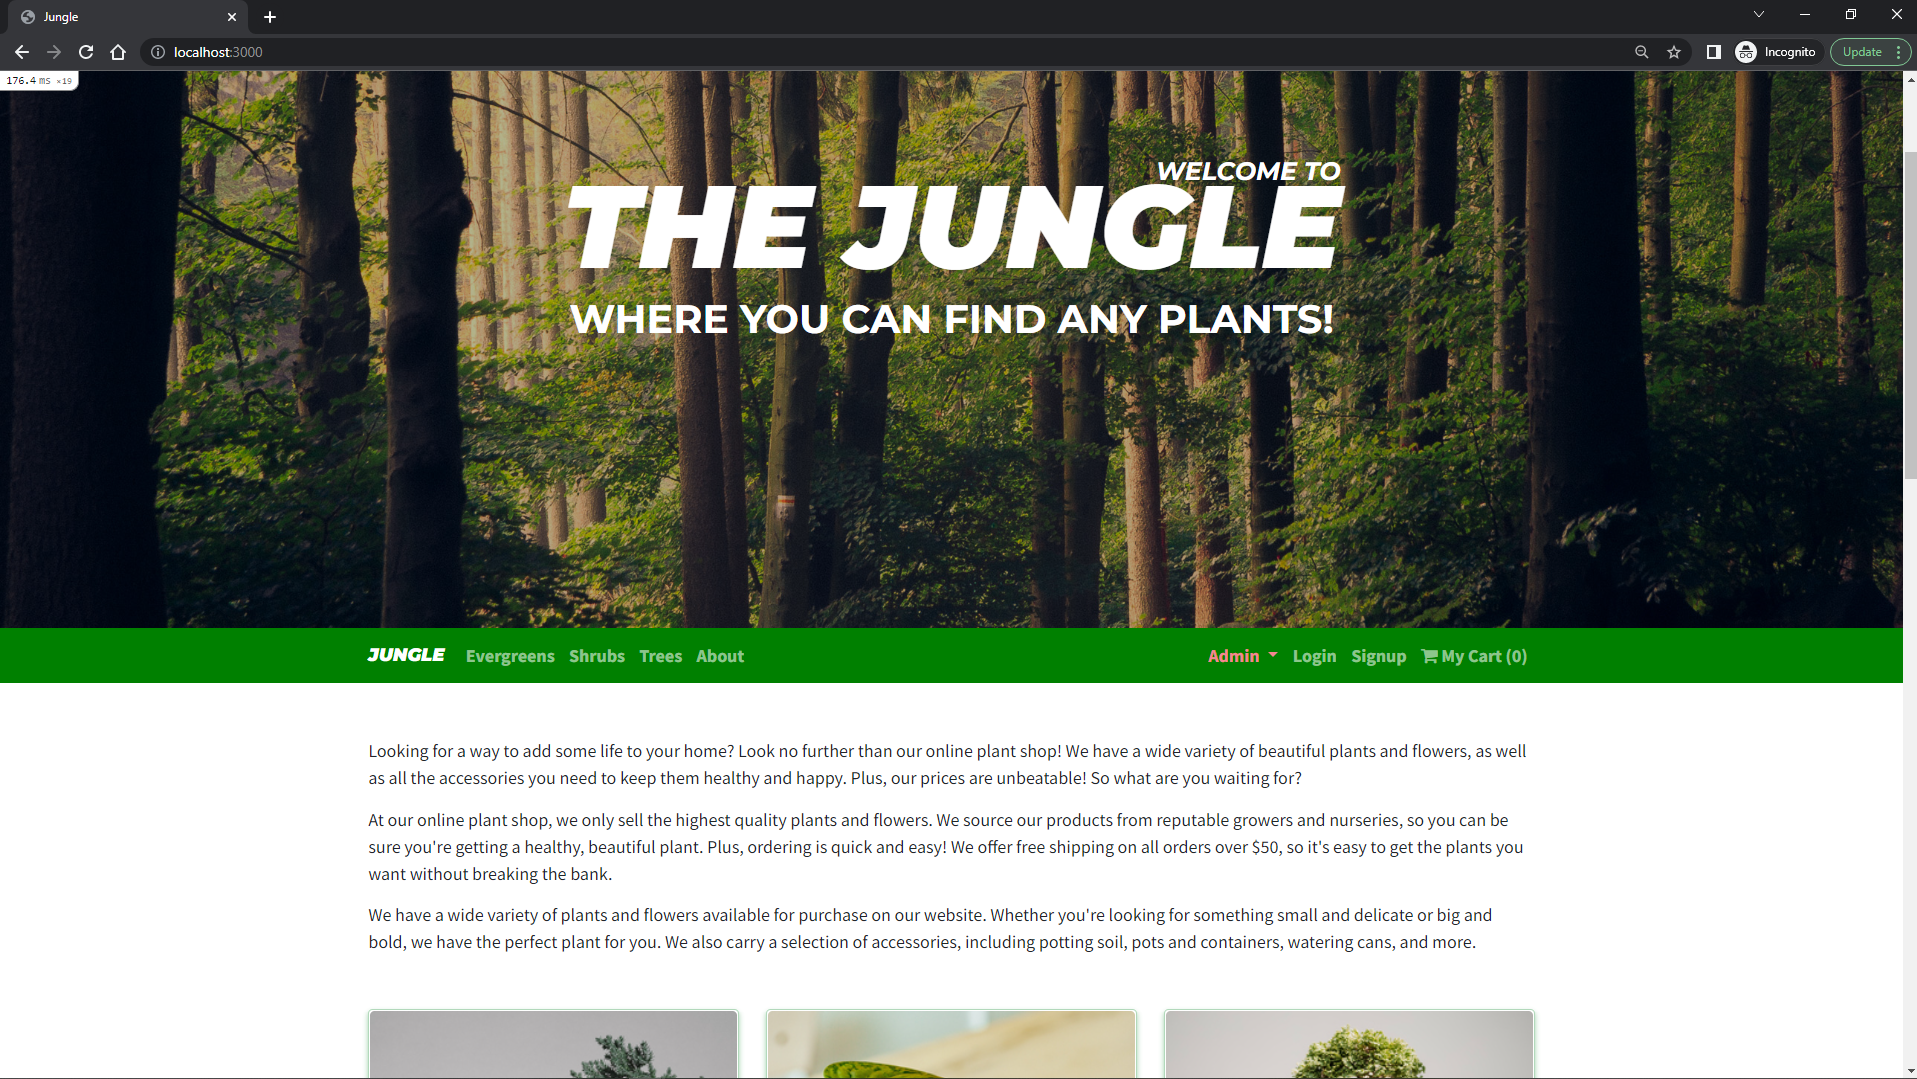 Jungle
localhost:3000
Incognito
Update
176.4 ms ×19
WELCOME TO
THE JUNGLE
WHERE YOU CAN FIND ANY PLANTS!
JUNGLE Evergreens Shrubs Trees About Admin Login Signup My Cart (0)
Looking for a way to add some life to your home? Look no further than our online plant shop! We have a wide variety of beautiful plants and flowers, as well
as all the accessories you need to keep them healthy and happy. Plus, our prices are unbeatable! So what are you waiting for?
At our online plant shop, we only sell the highest quality plants and flowers. We source our products from reputable growers and nurseries, so you can be
sure you're getting a healthy, beautiful plant. Plus, ordering is quick and easy! We offer free shipping on all orders over $50, so it's easy to get the plants you
want without breaking the bank.
We have a wide variety of plants and flowers available for purchase on our website. Whether you're looking for something small and delicate or big and
bold, we have the perfect plant for you. We also carry a selection of accessories, including potting soil, pots and containers, watering cans, and more.